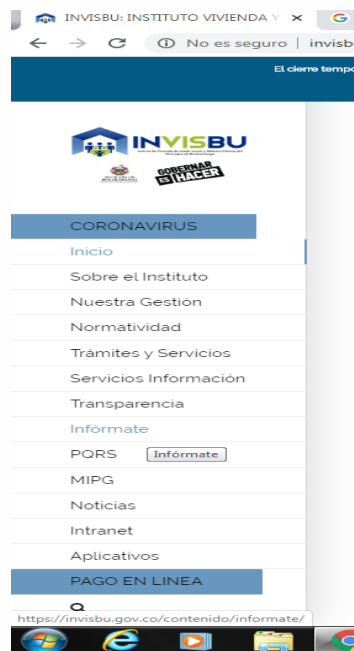 INVISBU: INSTITUTO VIVIENDA Y
No es seguro | invisb
El cierre tempo
INVISBU
GOBERNAR
ES HACER
CORONAVIRUS
Inicio
Sobre el Instituto
Nuestra Gestión
Normatividad
Trámites y Servicios
Servicios Información
Transparencia
Infórmate
PQRS
Infórmate
MIPG
Noticias
Intranet
Aplicativos
PAGO EN LINEA
https://invisbu.gov.co/contenido/informate/